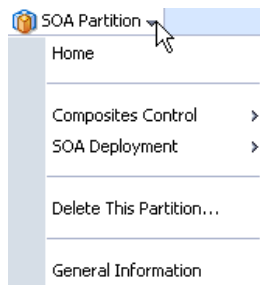 SOA Partition
Home
Composites Control
SOA Deployment
Delete This Partition...
General Information